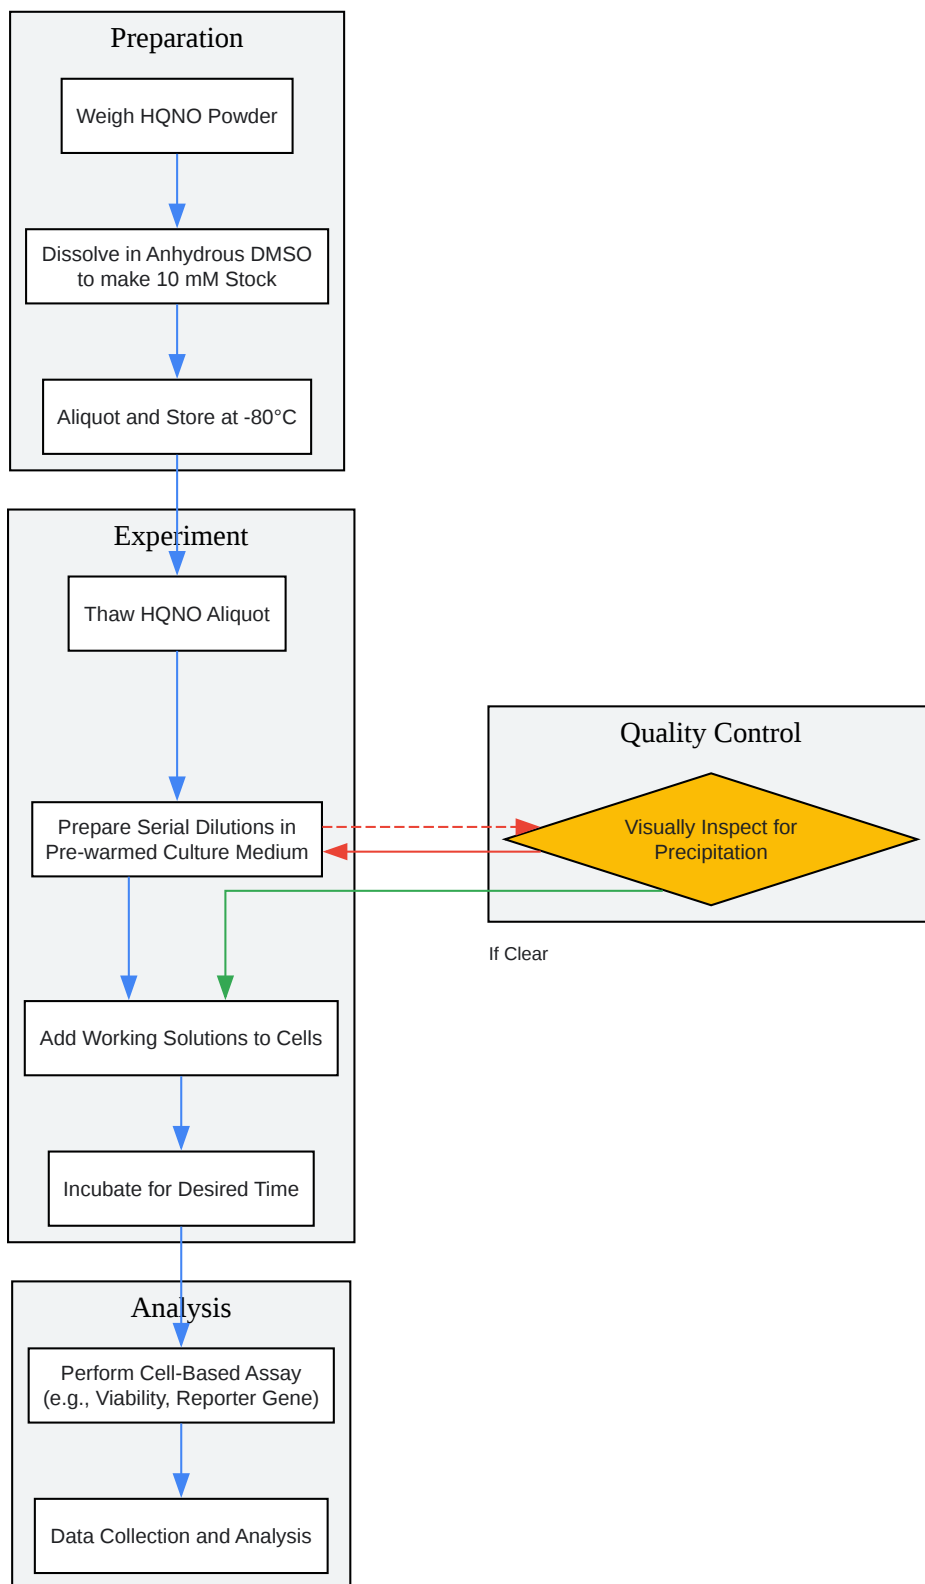 Preparation
Weigh HQNO Powder
Dissolve in Anhydrous DMSO
to make 10 mM Stock
Aliquot and Store at -80°C
Experiment
Thaw HQNO Aliquot
Prepare Serial Dilutions in
Pre-warmed Culture Medium
Quality Control
Visually Inspect for
Precipitation
If Clear
Add Working Solutions to Cells
Incubate for Desired Time
Analysis
Perform Cell-Based Assay
(e.g., Viability, Reporter Gene)
Data Collection and Analysis